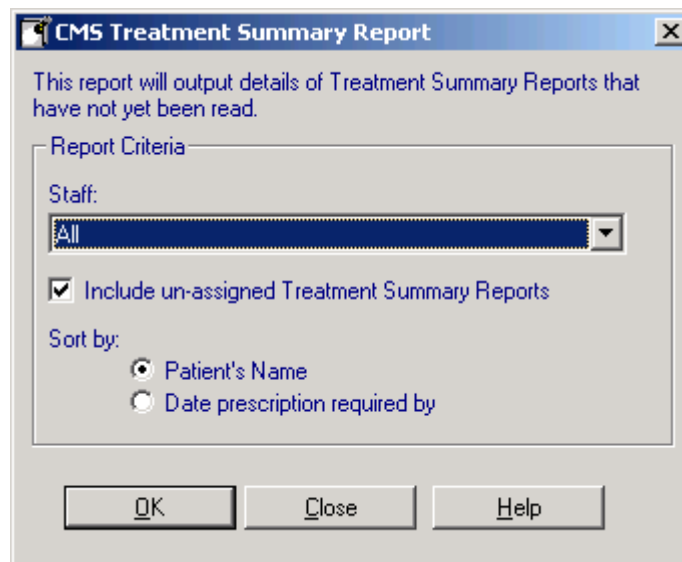 CMS Treatment Summary Report
This report will output details of Treatment Summary Reports that
have not yet been read.
Report Criteria
Staff:
All
Include un-assigned Treatment Summary Reports
Sort by:
Patient's Name
Date prescription required by
OK Close Help